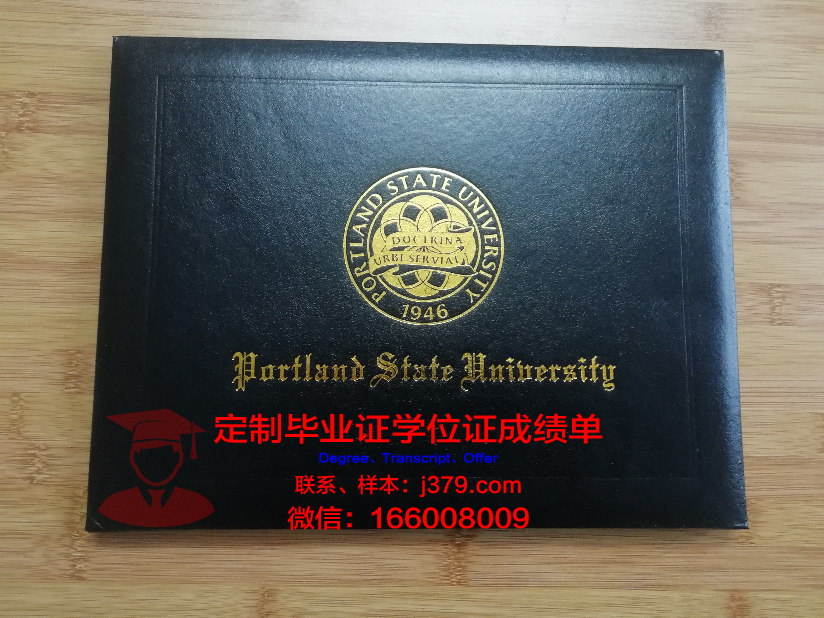 PORTLAND STATE UNIVERSITY
DOCTRINA
URBI SERVIAT
1946
Portland State University
定制毕业证学位证成绩单
Degree、Transcript、Offer
联系、样本：j379.com
微信：166008009